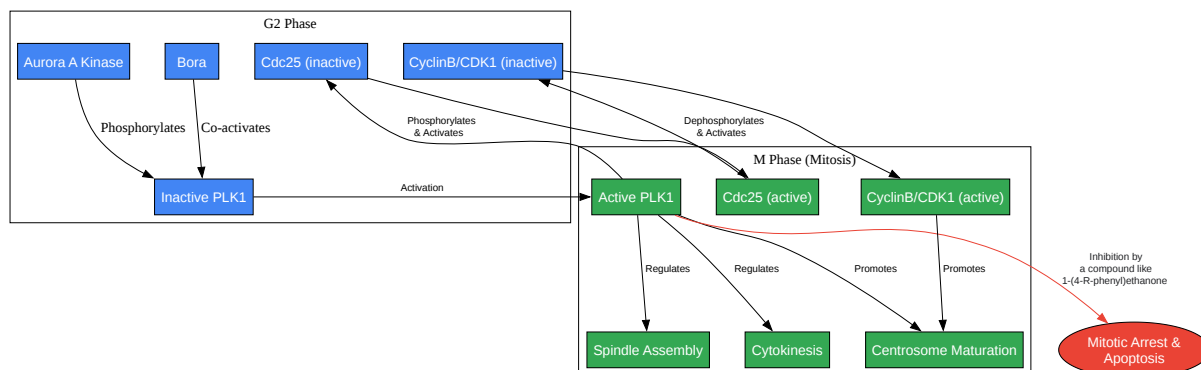 G2 Phase
Aurora A Kinase
Bora
Cdc25 (inactive)
CyclinB/CDK1 (inactive)
Phosphorylates
Co-activates
Phosphorylates
& Activates
Dephosphorylates
& Activates
M Phase (Mitosis)
Inactive PLK1
Activation
Active PLK1
Cdc25 (active)
CyclinB/CDK1 (active)
Regulates
Regulates
Promotes
Promotes
Inhibition by
a compound like
1-(4-R-phenyl)ethanone
Spindle Assembly
Cytokinesis
Centrosome Maturation
Mitotic Arrest &
Apoptosis